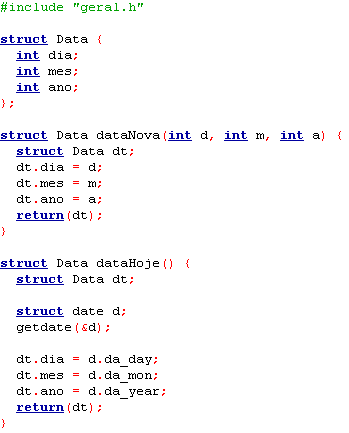 #include "geral.h"

struct Data {
  int dia;
  int mes;
  int ano;
};

struct Data dataNova(int d, int m, int a) {
  struct Data dt;
  dt.dia = d;
  dt.mes = m;
  dt.ano = a;
  return(dt);
}

struct Data dataHoje() {
  struct Data dt;

  struct date d;
  getdate(&d);

  dt.dia = d.da_day;
  dt.mes = d.da_mon;
  dt.ano = d.da_year;
  return(dt);
}